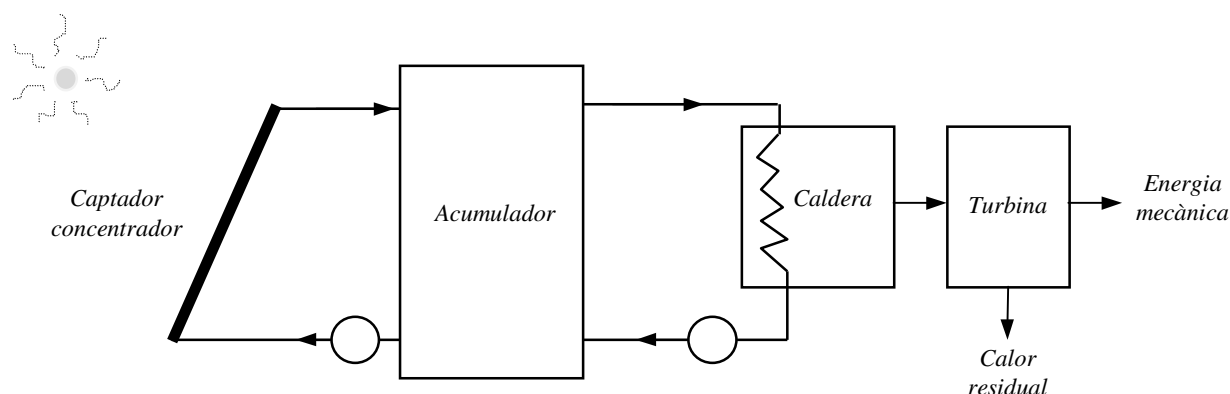 Captador
concentrador
Acumulador
Caldera
Turbina
Energia
mecànica
Calor
residual